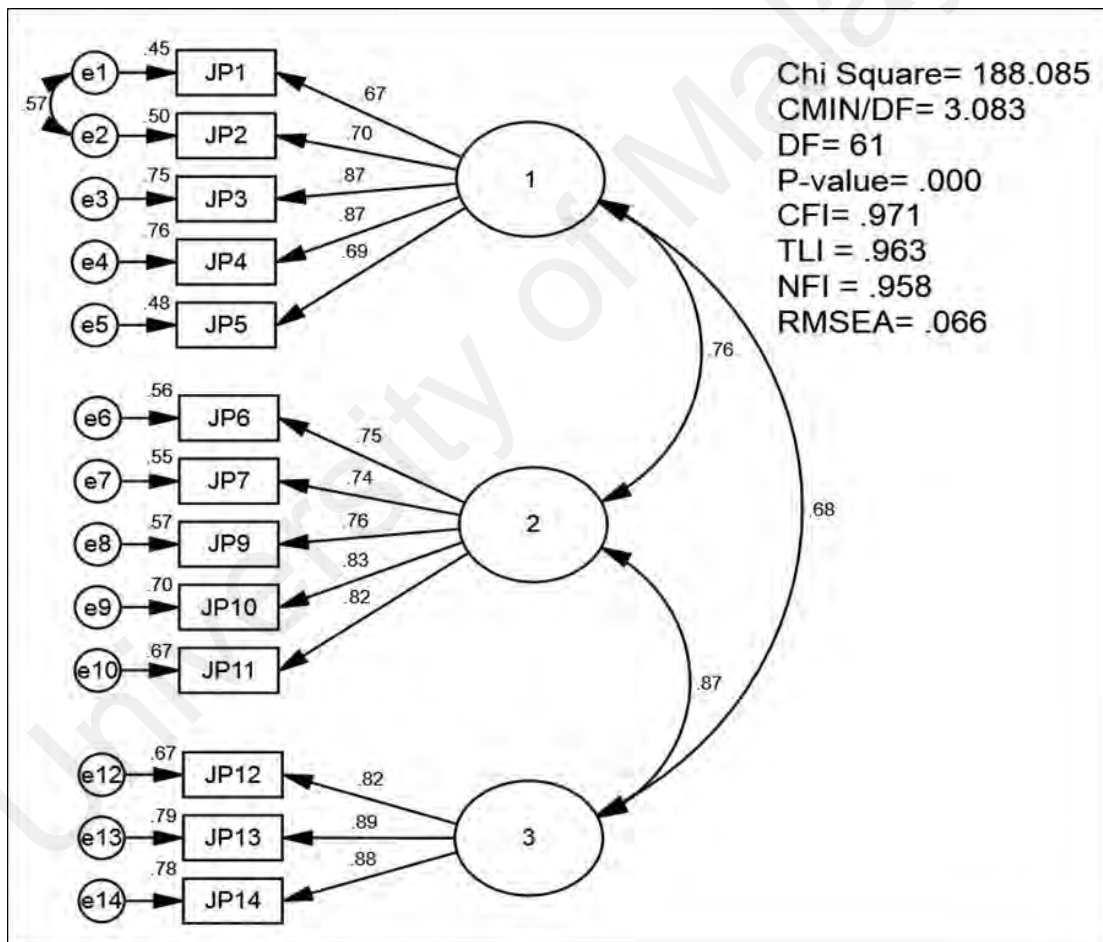 .45
e1 JP1
.57
.67
.50
e2 JP2
.70
.75
e3 JP3
.87
.76
e4 JP4
.87
.48
e5 JP5
.69
1
Chi Square= 188.085
CMIN/DF= 3.083
DF= 61
P-value= .000
CFI= .971
TLI = .963
NFI = .958
RMSEA= .066
.76
.56
e6 JP6
.75
.55
e7 JP7
.74
.57
e8 JP9
.76
.70
e9 JP10
.83
.67
e10 JP11
.82
2
.68
.87
.67
e12 JP12
.82
.79
e13 JP13
.89
.78
e14 JP14
.88
3
University of Malay